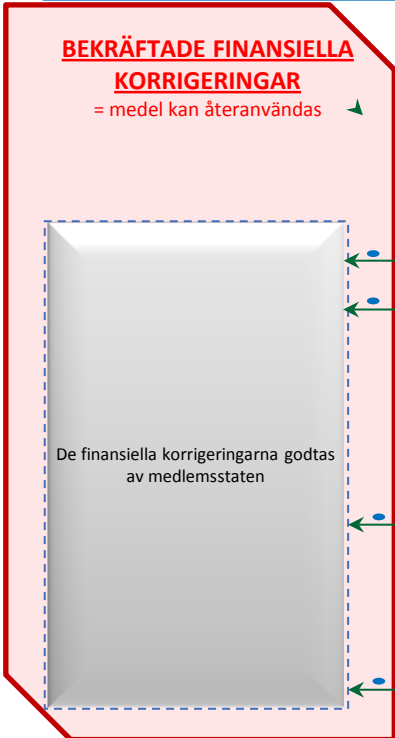 BEKRÄFTADE FINANSIELLA
KORRIGERINGAR
= medel kan återanvändas
De finansiella korrigeringarna godtas
av medlemsstaten